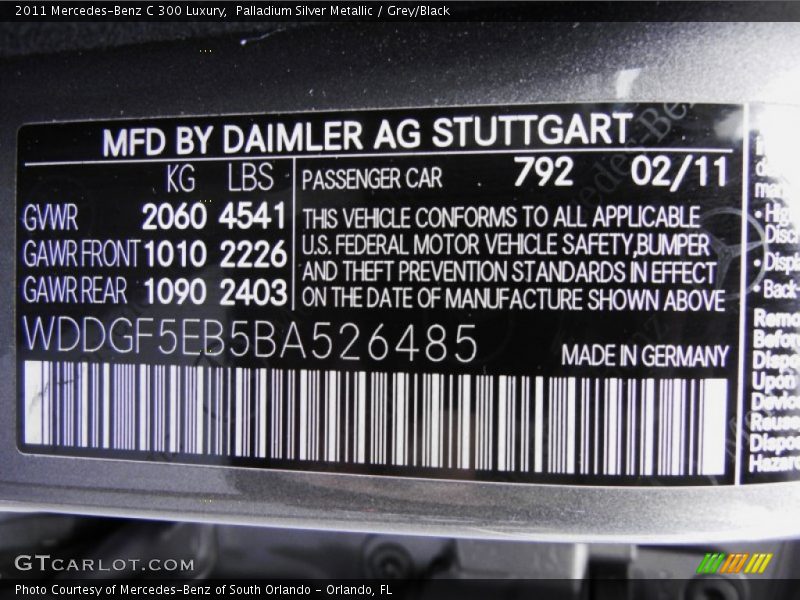 2011 Mercedes-Benz C 300 Luxury,  Palladium Silver Metallic / Grey/Black
MFD BY DAIMLER AG STUTTGART
KG LBS
GVWR 2060 4541
GAWR FRONT 1010 2226
GAWR REAR 1090 2403
PASSENGER CAR 792 02/11
THIS VEHICLE CONFORMS TO ALL APPLICABLE
U.S. FEDERAL MOTOR VEHICLE SAFETY,BUMPER
AND THEFT PREVENTION STANDARDS IN EFFECT
ON THE DATE OF MANUFACTURE SHOWN ABOVE
WDDGF5EB5BA526485
MADE IN GERMANY
• Back
Upon
GTCARLOT.COM
Photo Courtesy of Mercedes-Benz of South Orlando - Orlando, FL